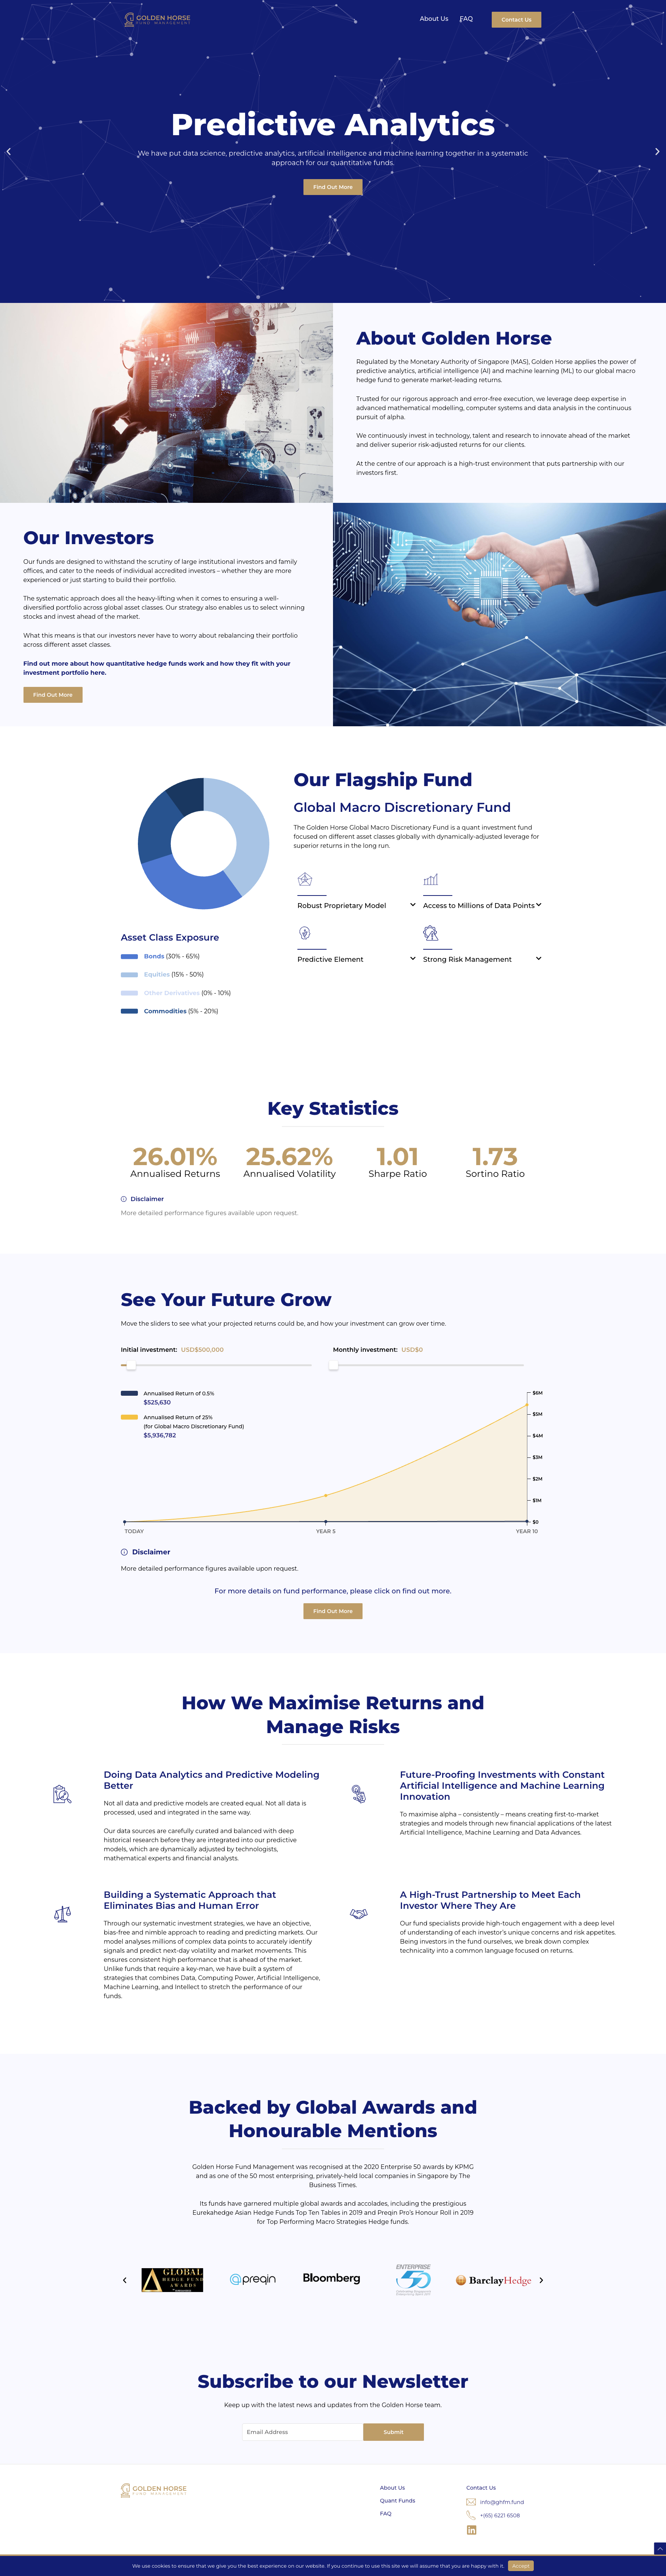 GOLDEN HORSE
FUND MANAGEMENT
About Us
FAQ
Contact Us
Predictive Analytics
We have put data science, predictive analytics, artificial intelligence and machine learning together in a systematic
approach for our quantitative funds.
Find Out More
About Golden Horse
Regulated by the Monetary Authority of Singapore (MAS), Golden Horse applies the power of
predictive analytics, artificial intelligence (AI) and machine learning (ML) to our global macro
hedge fund to generate market-leading returns.
Trusted for our rigorous approach and error-free execution, we leverage deep expertise in
advanced mathematical modelling, computer systems and data analysis in the continuous
pursuit of alpha.
We continuously invest in technology, talent and research to innovate ahead of the market
and deliver superior risk-adjusted returns for our clients.
At the centre of our approach is a high-trust environment that puts partnership with our
investors first.
Our Investors
Our funds are designed to withstand the scrutiny of large institutional investors and family
offices, and cater to the needs of individual accredited investors – whether they are more
experienced or just starting to build their portfolio.
The systematic approach does all the heavy-lifting when it comes to ensuring a well-
diversified portfolio across global asset classes. Our strategy also enables us to select winning
stocks and invest ahead of the market.
What this means is that our investors never have to worry about rebalancing their portfolio
across different asset classes.
Find out more about how quantitative hedge funds work and how they fit with your
investment portfolio here.
Find Out More
Our Flagship Fund
Global Macro Discretionary Fund
The Golden Horse Global Macro Discretionary Fund is a quant investment fund
focused on different asset classes globally with dynamically-adjusted leverage for
superior returns in the long run.
Robust Proprietary Model
Access to Millions of Data Points
Predictive Element
Strong Risk Management
Asset Class Exposure
Bonds (30% - 65%)
Equities (15% - 50%)
Other Derivatives (0% - 10%)
Commodities (5% - 20%)
Key Statistics
26.01%
Annualised Returns
25.62%
Annualised Volatility
1.01
Sharpe Ratio
1.73
Sortino Ratio
Disclaimer
More detailed performance figures available upon request.
See Your Future Grow
Move the sliders to see what your projected returns could be, and how your investment can grow over time.
Initial investment: USD$500,000
Monthly investment: USD$0
Annualised Return of 0.5%
$525,630
Annualised Return of 25%
(for Global Macro Discretionary Fund)
$5,936,782
$6M
$5M
$4M
$3M
$2M
$1M
$0
TODAY
YEAR 5
YEAR 10
Disclaimer
More detailed performance figures available upon request.
For more details on fund performance, please click on find out more.
Find Out More
How We Maximise Returns and
Manage Risks
Doing Data Analytics and Predictive Modeling
Better
Not all data and predictive models are created equal. Not all data is
processed, used and integrated in the same way.
Our data sources are carefully curated and balanced with deep
historical research before they are integrated into our predictive
models, which are dynamically adjusted by technologists,
mathematical experts and financial analysts.
Future-Proofing Investments with Constant
Artificial Intelligence and Machine Learning
Innovation
To maximise alpha – consistently – means creating first-to-market
strategies and models through new financial applications of the latest
Artificial Intelligence, Machine Learning and Data Advances.
Building a Systematic Approach that
Eliminates Bias and Human Error
Through our systematic investment strategies, we have an objective,
bias-free and nimble approach to reading and predicting markets. Our
model analyses millions of complex data points to accurately identify
signals and predict next-day volatility and market movements. This
ensures consistent high performance that is ahead of the market.
Unlike funds that require a key-man, we have built a system of
strategies that combines Data, Computing Power, Artificial Intelligence,
Machine Learning, and Intellect to stretch the performance of our
funds.
A High-Trust Partnership to Meet Each
Investor Where They Are
Our fund specialists provide high-touch engagement with a deep level
of understanding of each investor's unique concerns and risk appetites.
Being investors in the fund ourselves, we break down complex
technicality into a common language focused on returns.
Backed by Global Awards and
Honourable Mentions
Golden Horse Fund Management was recognised at the 2020 Enterprise 50 awards by KPMG
and as one of the 50 most enterprising, privately-held local companies in Singapore by The
Business Times.
Its funds have garnered multiple global awards and accolades, including the prestigious
Eurekahedge Asian Hedge Funds Top Ten Tables in 2019 and Preqin Pro's Honour Roll in 2019
for Top Performing Macro Strategies Hedge funds.
GLOBAL
HEDGE FUND
AWARDS
preqin
Bloomberg
ENTERPRISE
50
BarclayHedge
Subscribe to our Newsletter
Keep up with the latest news and updates from the Golden Horse team.
Email Address
Submit
GOLDEN HORSE
FUND MANAGEMENT
About Us
Quant Funds
FAQ
Contact Us
info@ghfm.fund
+(65) 6221 6508
We use cookies to ensure that we give you the best experience on our website. If you continue to use this site we will assume that you are happy with it.
Accept